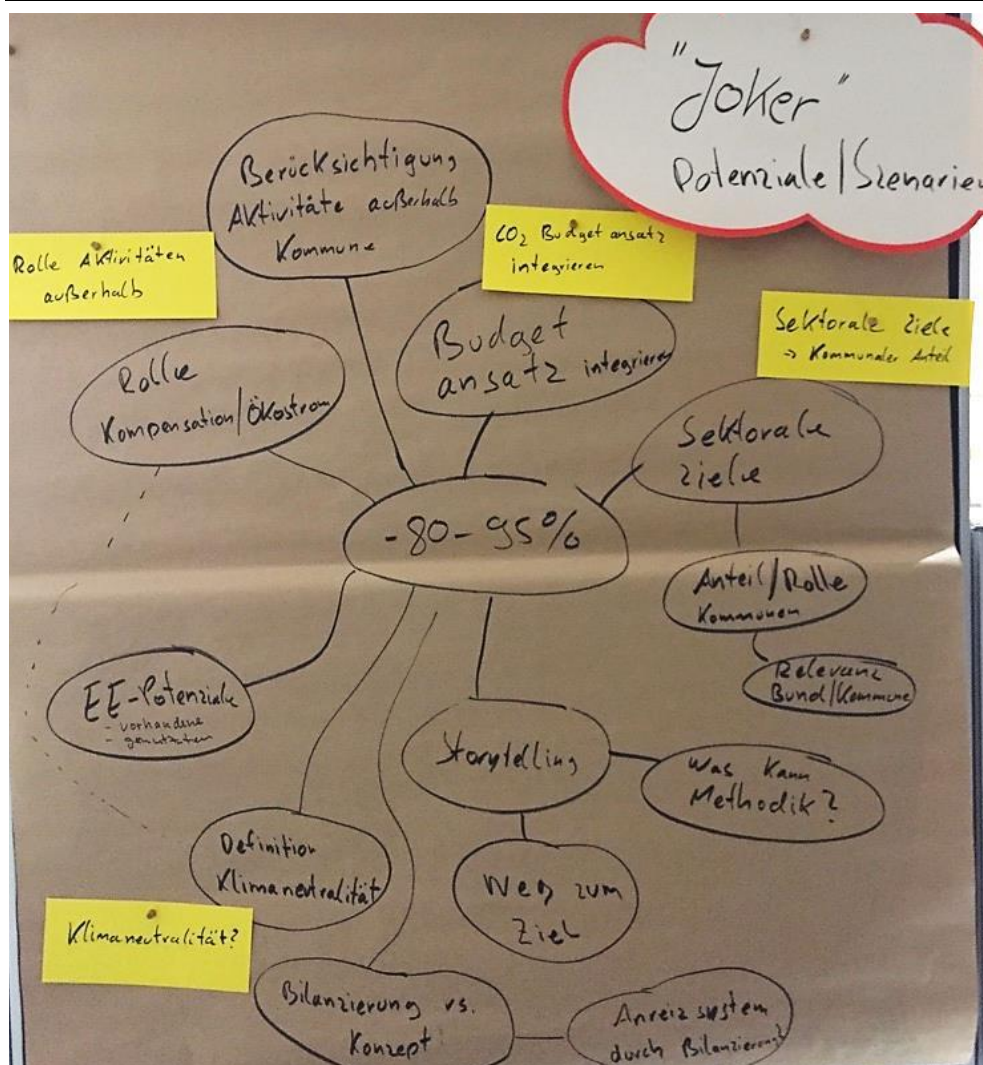 "Joker"
Potenziale/Szenarien
Berücksichtigung
Aktivitäte außerhalb
Kommune
CO₂ Budget ansatz
integrieren
Rolle Aktivitäten
außerhalb
Sektorale Ziele
-> Kommunaler Anteil
Budget
ansatz integrieren
Rolle
Kompensation/Ökostrom
Sektorale
Ziele
-80-95%
Anteil/Rolle
Kommunen
Relevanz
Bund/Kommune
EE-Potenziale
- vorhandene
Storytelling
Was kann
Methodik?
Definition
Klimaneutralität
Weg zum
Ziel
Klimaneutralität?
Bilanzierung vs.
Konzept
Anreizsystem
durch Bilanzierung?